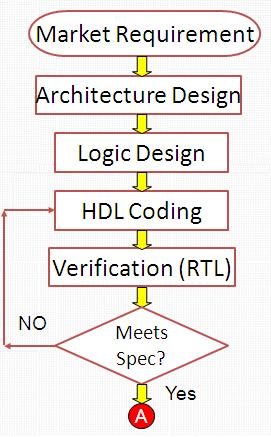 Market Requirement
Architecture Design
Logic Design
HDL Coding
Verification (RTL)
NO
Meets
Spec?
Yes
A